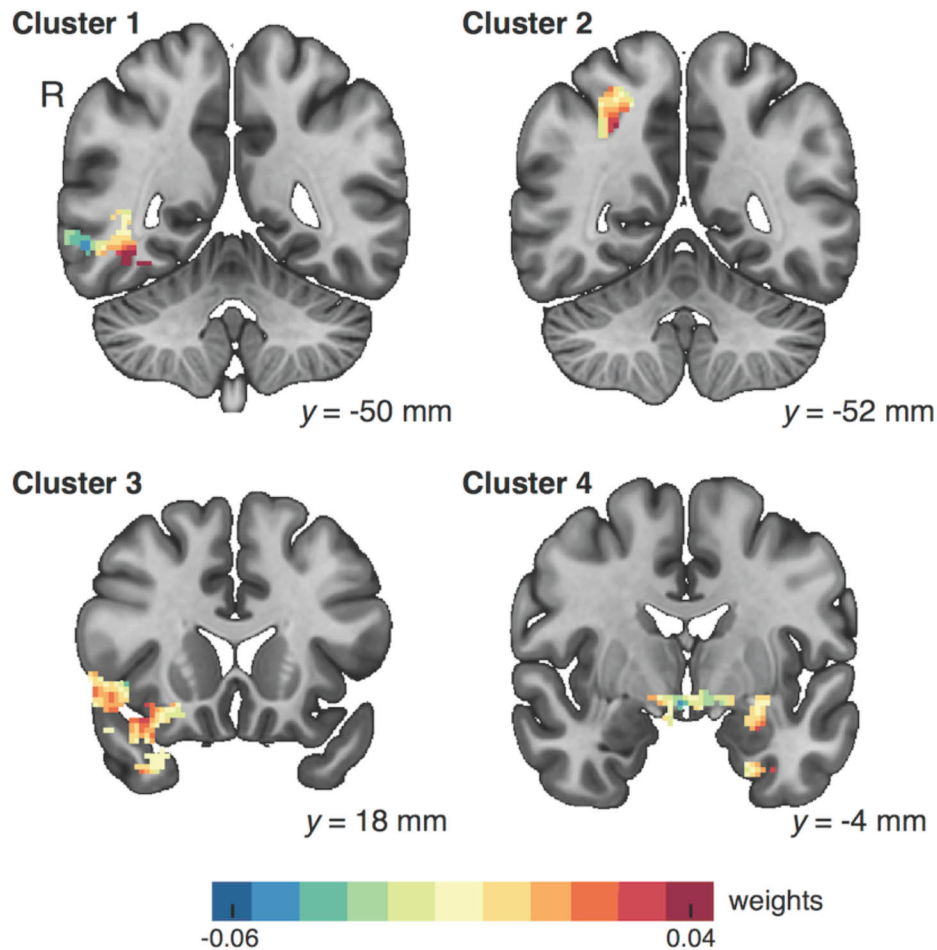 Cluster 1
Cluster 2
R
y = -50 mm
y = -52 mm
Cluster 3
Cluster 4
y = 18 mm
y = -4 mm
weights
-0.06
0.04